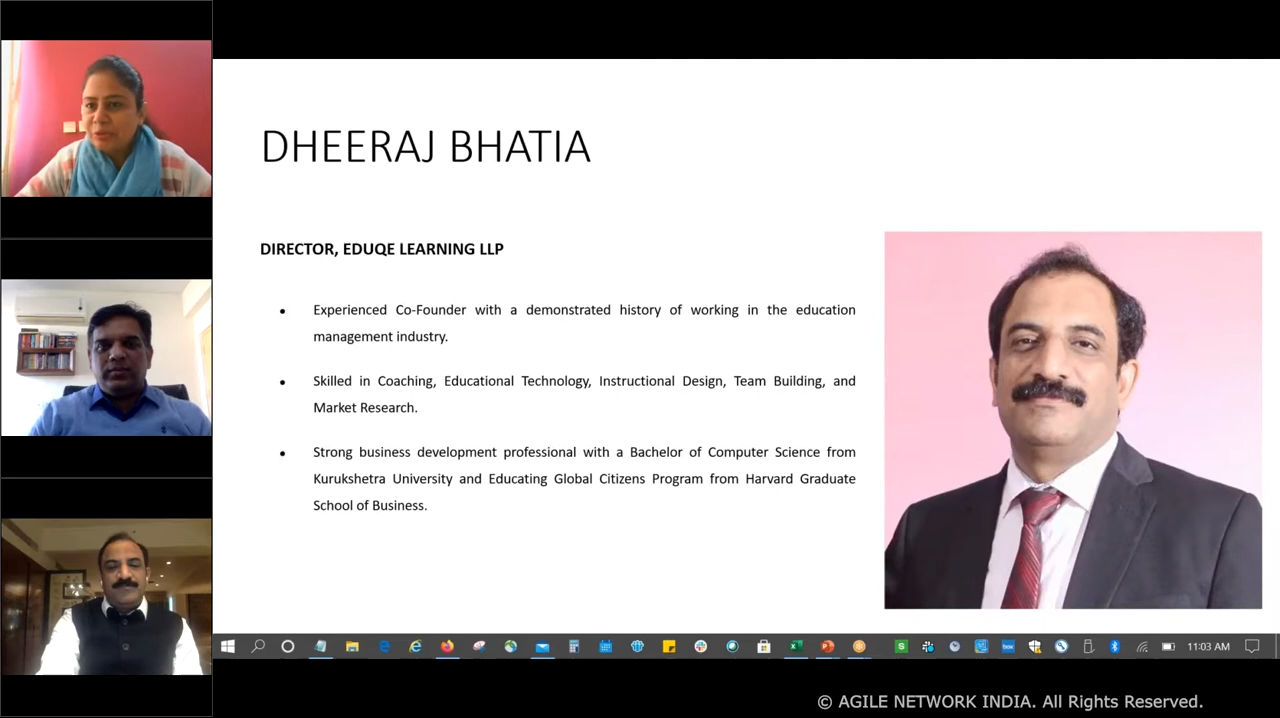 DHEERAJ BHATIA
DIRECTOR, EDUQE LEARNING LLP
• Experienced Co-Founder with a demonstrated history of working in the education
management industry.
• Skilled in Coaching, Educational Technology, Instructional Design, Team Building, and
Market Research.
• Strong business development professional with a Bachelor of Computer Science from
Kurukshetra University and Educating Global Citizens Program from Harvard Graduate
School of Business.
11:03 AM
© AGILE NETWORK INDIA. All Rights Reserved.